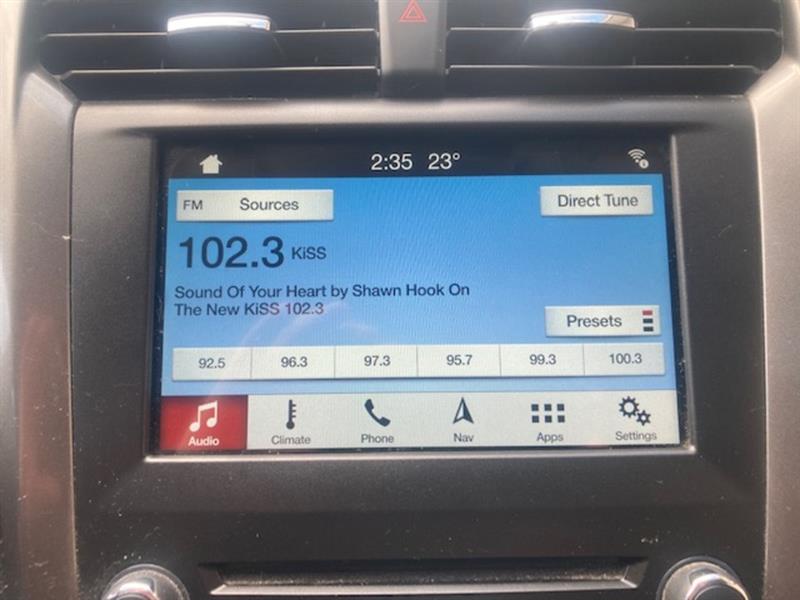 2:35 23°
FM Sources
Direct Tune
102.3 KiSS
Sound Of Your Heart by Shawn Hook On
The New KiSS 102.3
Presets
92.5 96.3 97.3 95.7 99.3 100.3
Audio Climate Phone Nav Apps Settings